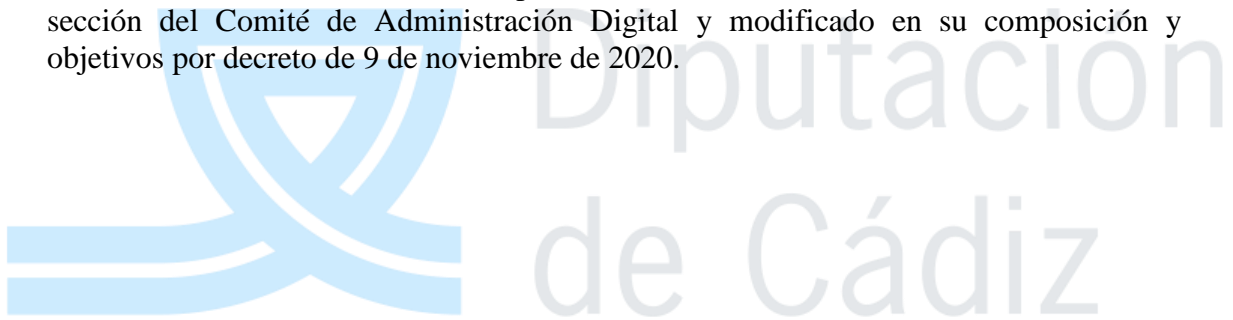 sección del Comité de Administración Digital y modificado en su composición y
objetivos por decreto de 9 de noviembre de 2020.
Diputación
de Cádiz